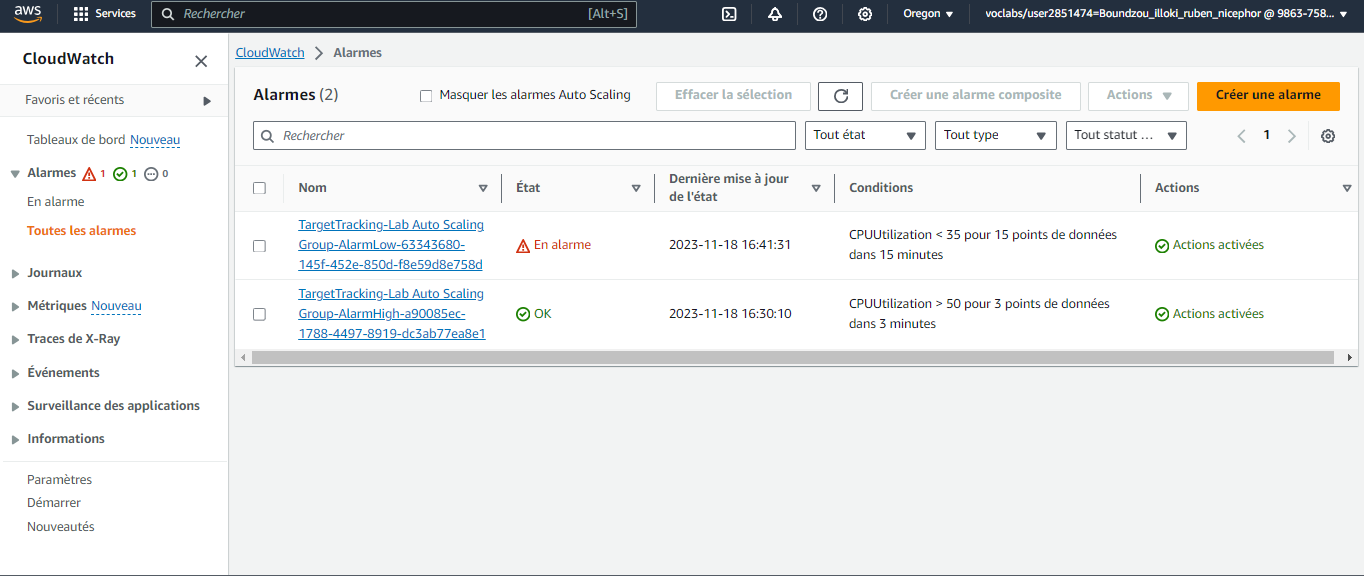 aws
Services
Rechercher
[Alt+S]
Oregon
voclabs/user2851474=Boundzou_illoki_ruben_nicephor @ 9863-758...
CloudWatch
Favoris et récents
Tableaux de bord Nouveau
Alarmes 1 1 0
En alarme
Toutes les alarmes
Journaux
Métriques Nouveau
Traces de X-Ray
Événements
Surveillance des applications
Informations
Paramètres
Démarrer
Nouveautés
CloudWatch
Alarmes
Alarmes (2)
Masquer les alarmes Auto Scaling
Effacer la sélection
Créer une alarme composite
Actions
Créer une alarme
Rechercher
Tout état
Tout type
Tout statut ...
1
Nom
État
Dernière mise à jour
de l'état
Conditions
Actions
TargetTracking-Lab Auto Scaling
Group-AlarmLow-63343680-
145f-452e-850d-f8e59d8e758d
En alarme
2023-11-18 16:41:31
CPUUtilization < 35 pour 15 points de données
dans 15 minutes
Actions activées
TargetTracking-Lab Auto Scaling
Group-AlarmHigh-a90085ec-
1788-4497-8919-dc3ab77ea8e1
OK
2023-11-18 16:30:10
CPUUtilization > 50 pour 3 points de données
dans 3 minutes
Actions activées